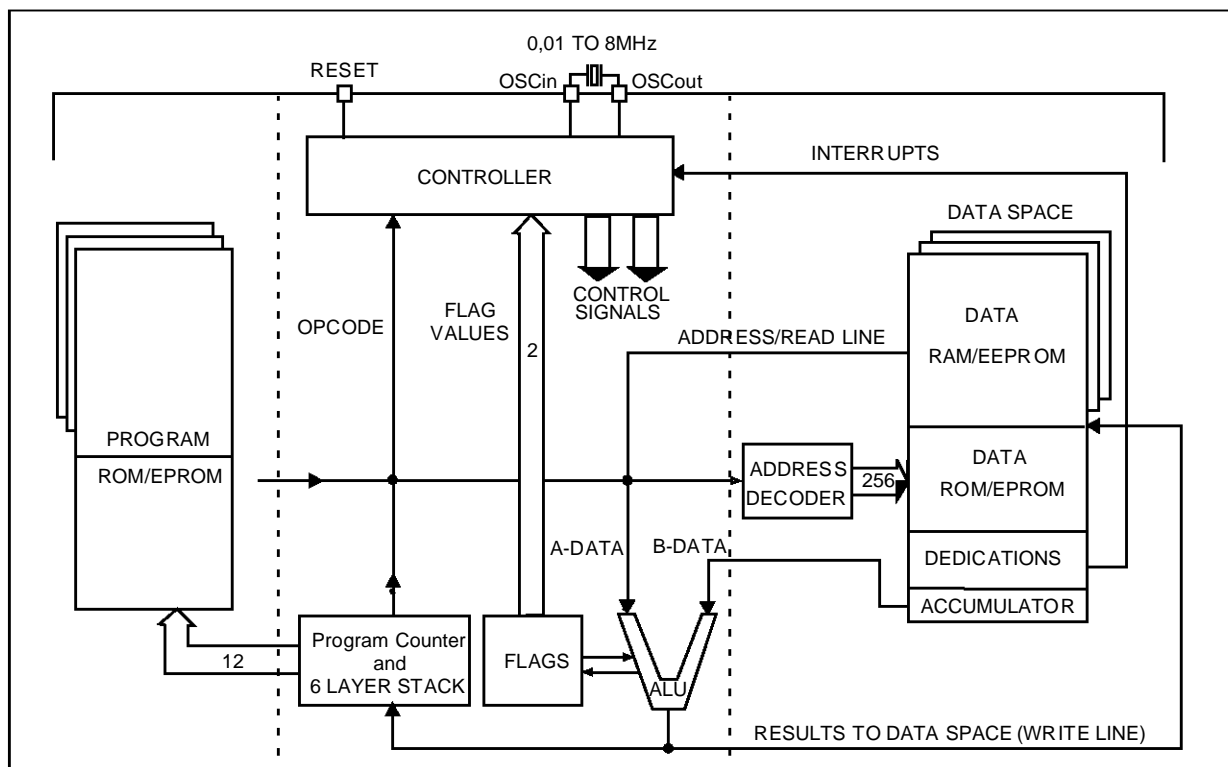 0,01 TO 8MHz
RESET
OSCin
OSCout
INTERRUPTS
CONTROLLER
DATA SPACE
CONTROL
SIGNALS
OPCODE
FLAG
VALUES
2
ADDRESS/READ LINE
DATA
RAM/EEPROM
PROGRAM
ROM/EPROM
ADDRESS
DECODER
256
DATA
ROM/EPROM
A-DATA
B-DATA
DEDICATIONS
ACCUMULATOR
12
Program Counter
and
6 LAYER STACK
FLAGS
ALU
RESULTS TO DATA SPACE (WRITE LINE)